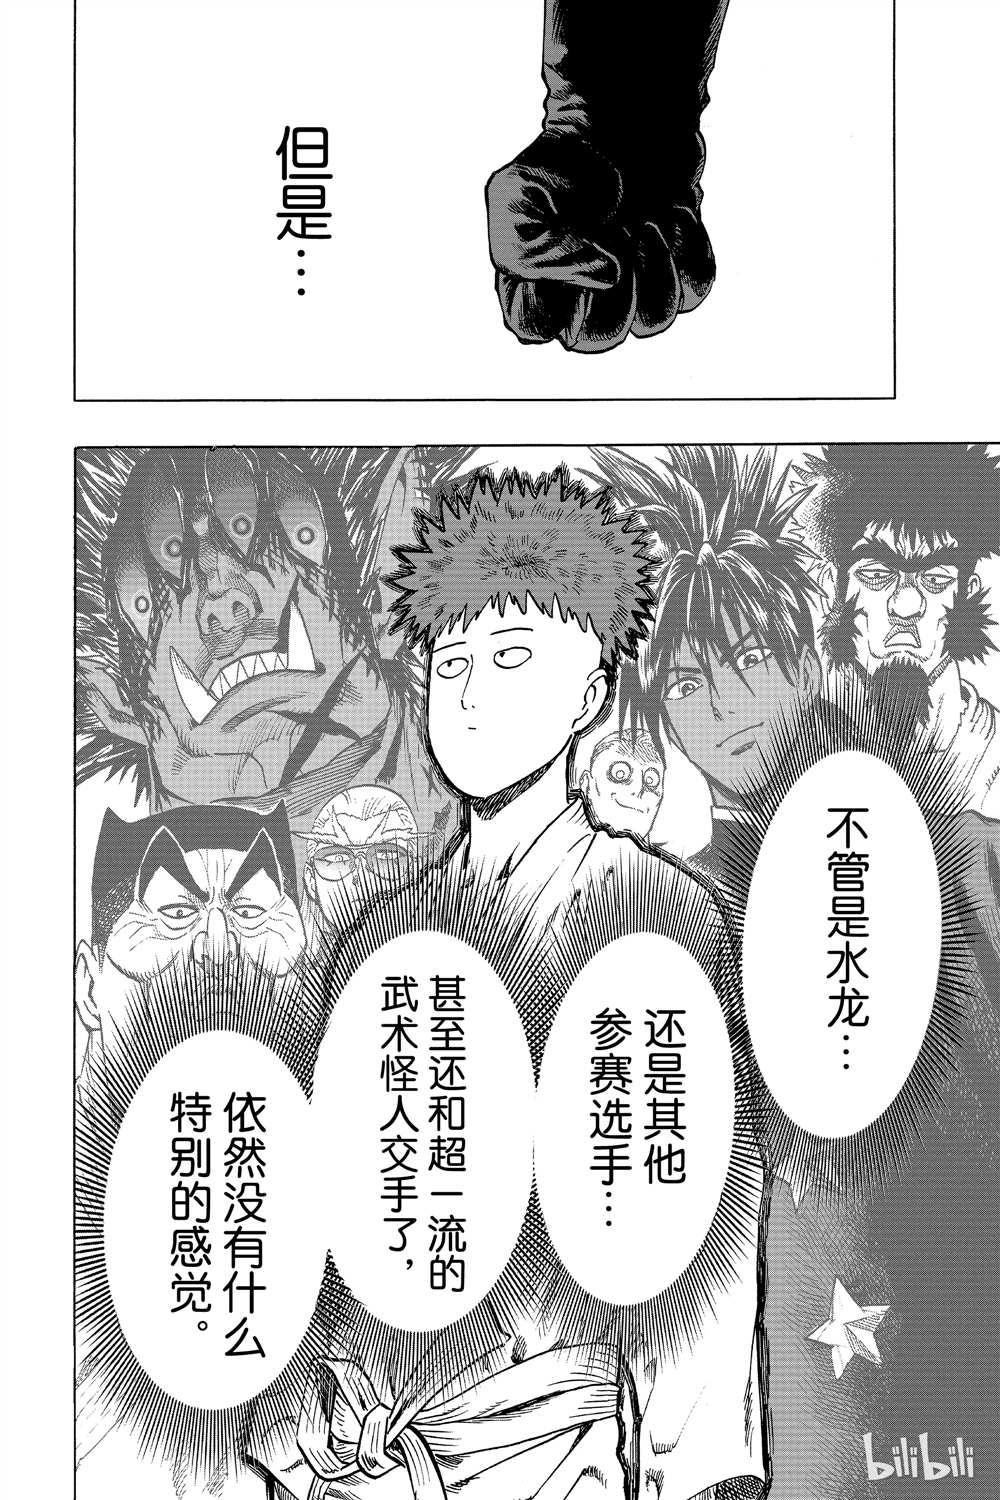 但是…
不管是水龙…
还是其他
参赛选手…
甚至还和超一流的
武术怪人交手了，
依然没有什么
特别的感觉。
bilibili